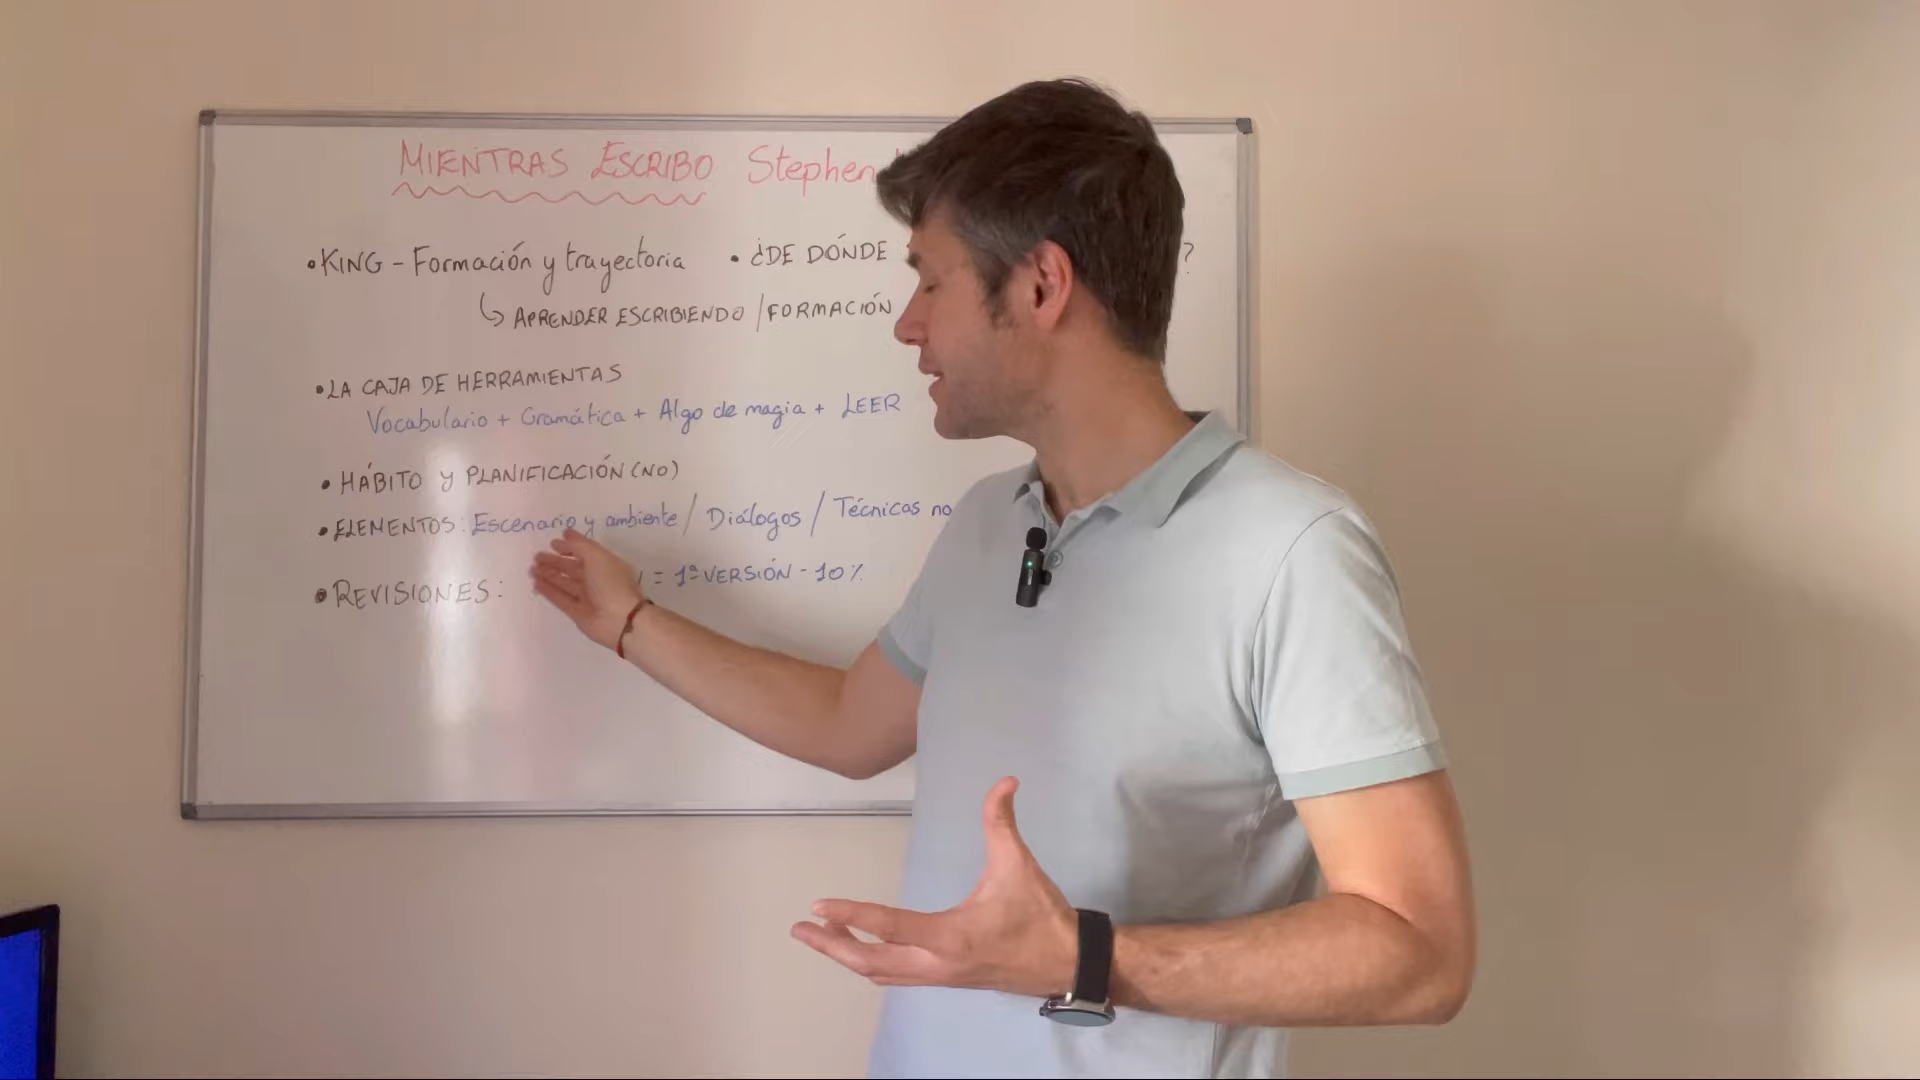 MIENTRAS ESCRIBO Stephen
• KING - Formación y trayectoria • ¿DE DÓNDE ?
↳ APRENDER ESCRIBIENDO / FORMACIÓN
• LA CAJA DE HERRAMIENTAS
Vocabulario + Gramática + Algo de magia + LEER
• HÁBITO y PLANIFICACIÓN (NO)
• ELEMENTOS: Escenario y ambiente / Diálogos / Técnicas no
• REVISIONES: = 1ª VERSIÓN - 10%